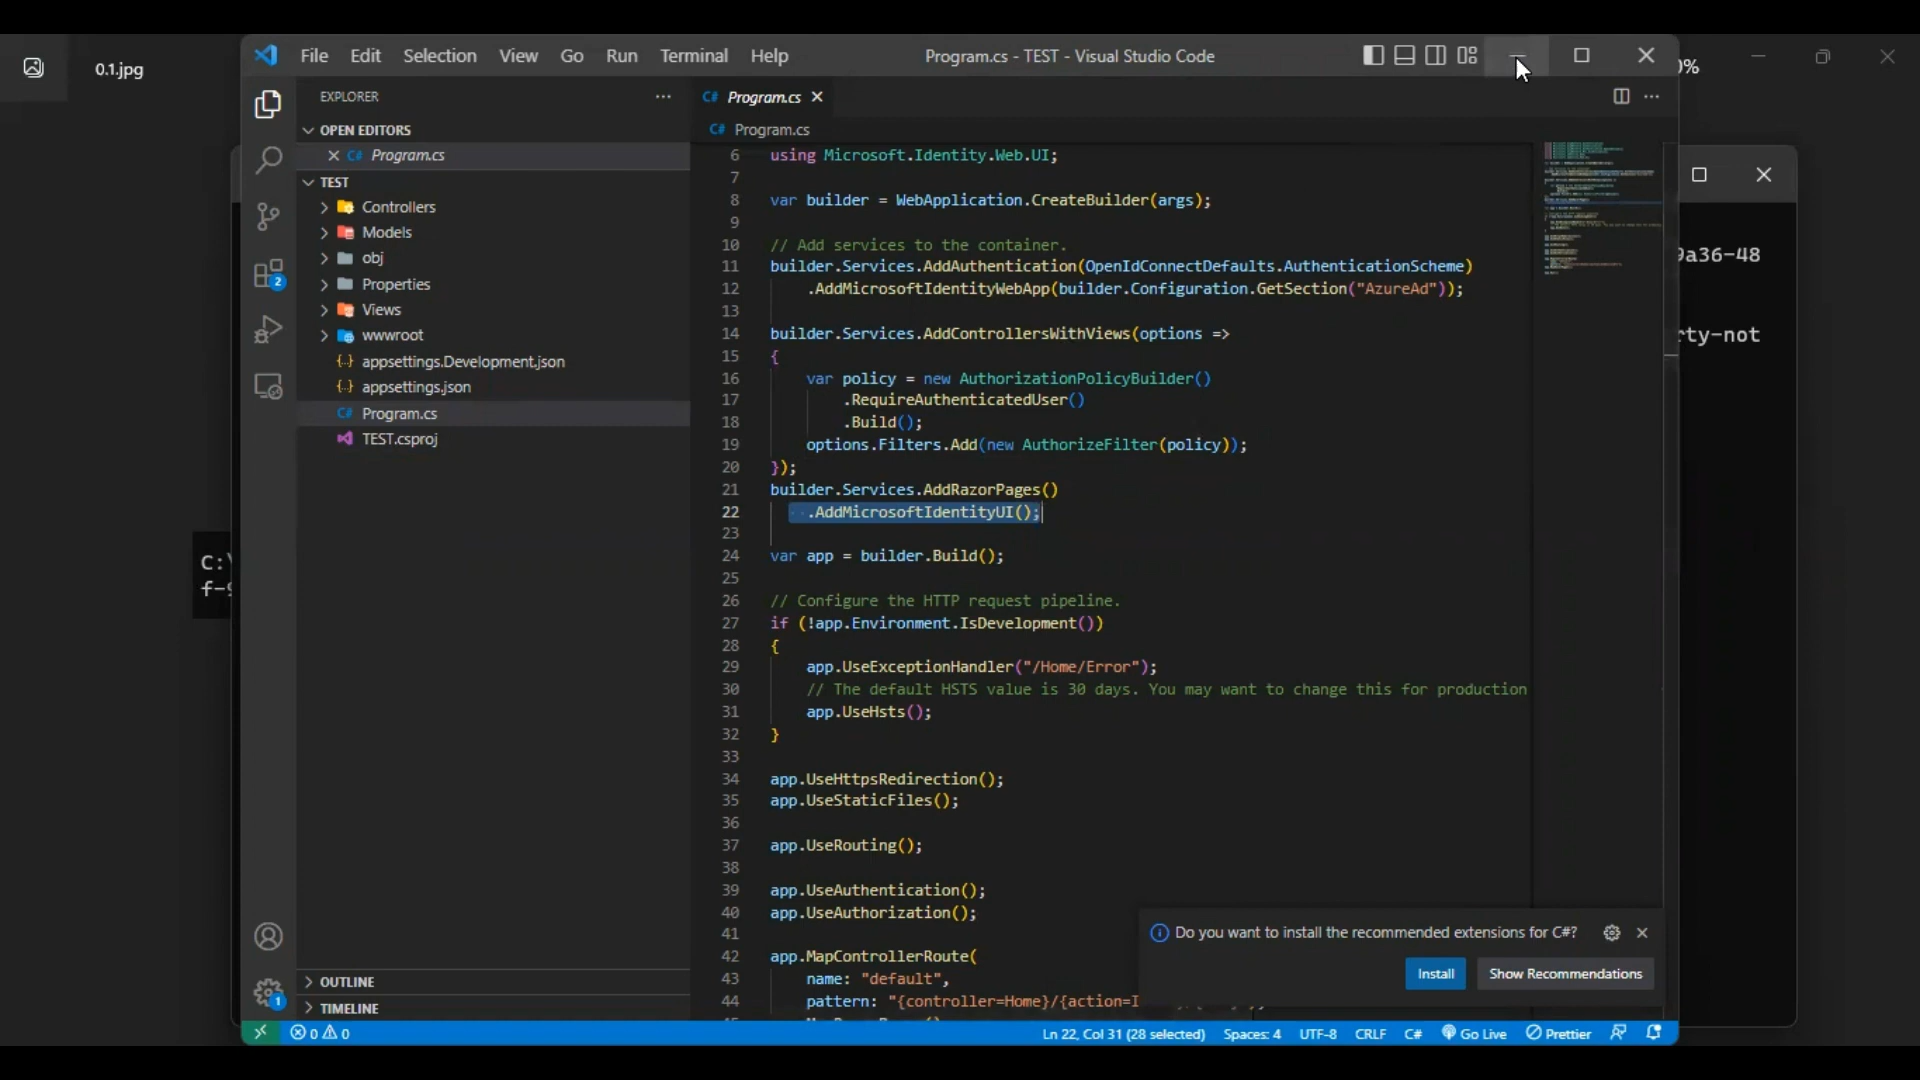 0.1.jpg
File Edit Selection View Go Run Terminal Help
Program.cs - TEST - Visual Studio Code
0%
EXPLORER
OPEN EDITORS
Program.cs
TEST
Controllers
Models
obj
Properties
Views
wwwroot
appsettings.Development.json
appsettings.json
Program.cs
TEST.csproj
OUTLINE
TIMELINE
2
1
C:\
f-9
Program.cs
Program.cs
6 using Microsoft.Identity.Web.UI;
7
8 var builder = WebApplication.CreateBuilder(args);
9
10 // Add services to the container.
11 builder.Services.AddAuthentication(OpenIdConnectDefaults.AuthenticationScheme)
12 .AddMicrosoftIdentityWebApp(builder.Configuration.GetSection("AzureAd"));
13
14 builder.Services.AddControllersWithViews(options =>
15 {
16 var policy = new AuthorizationPolicyBuilder()
17 .RequireAuthenticatedUser()
18 .Build();
19 options.Filters.Add(new AuthorizeFilter(policy));
20 });
21 builder.Services.AddRazorPages()
22 .AddMicrosoftIdentityUI();
23
24 var app = builder.Build();
25
26 // Configure the HTTP request pipeline.
27 if (!app.Environment.IsDevelopment())
28 {
29 app.UseExceptionHandler("/Home/Error");
30 // The default HSTS value is 30 days. You may want to change this for production
31 app.UseHsts();
32 }
33
34 app.UseHttpsRedirection();
35 app.UseStaticFiles();
36
37 app.UseRouting();
38
39 app.UseAuthentication();
40 app.UseAuthorization();
41
42 app.MapControllerRoute(
43 name: "default",
44 pattern: "{controller=Home}/{action=I
9a36-48
rty-not
Do you want to install the recommended extensions for C#?
Install Show Recommendations
0 0 Ln 22, Col 31 (28 selected) Spaces: 4 UTF-8 CRLF C# Go Live Prettier